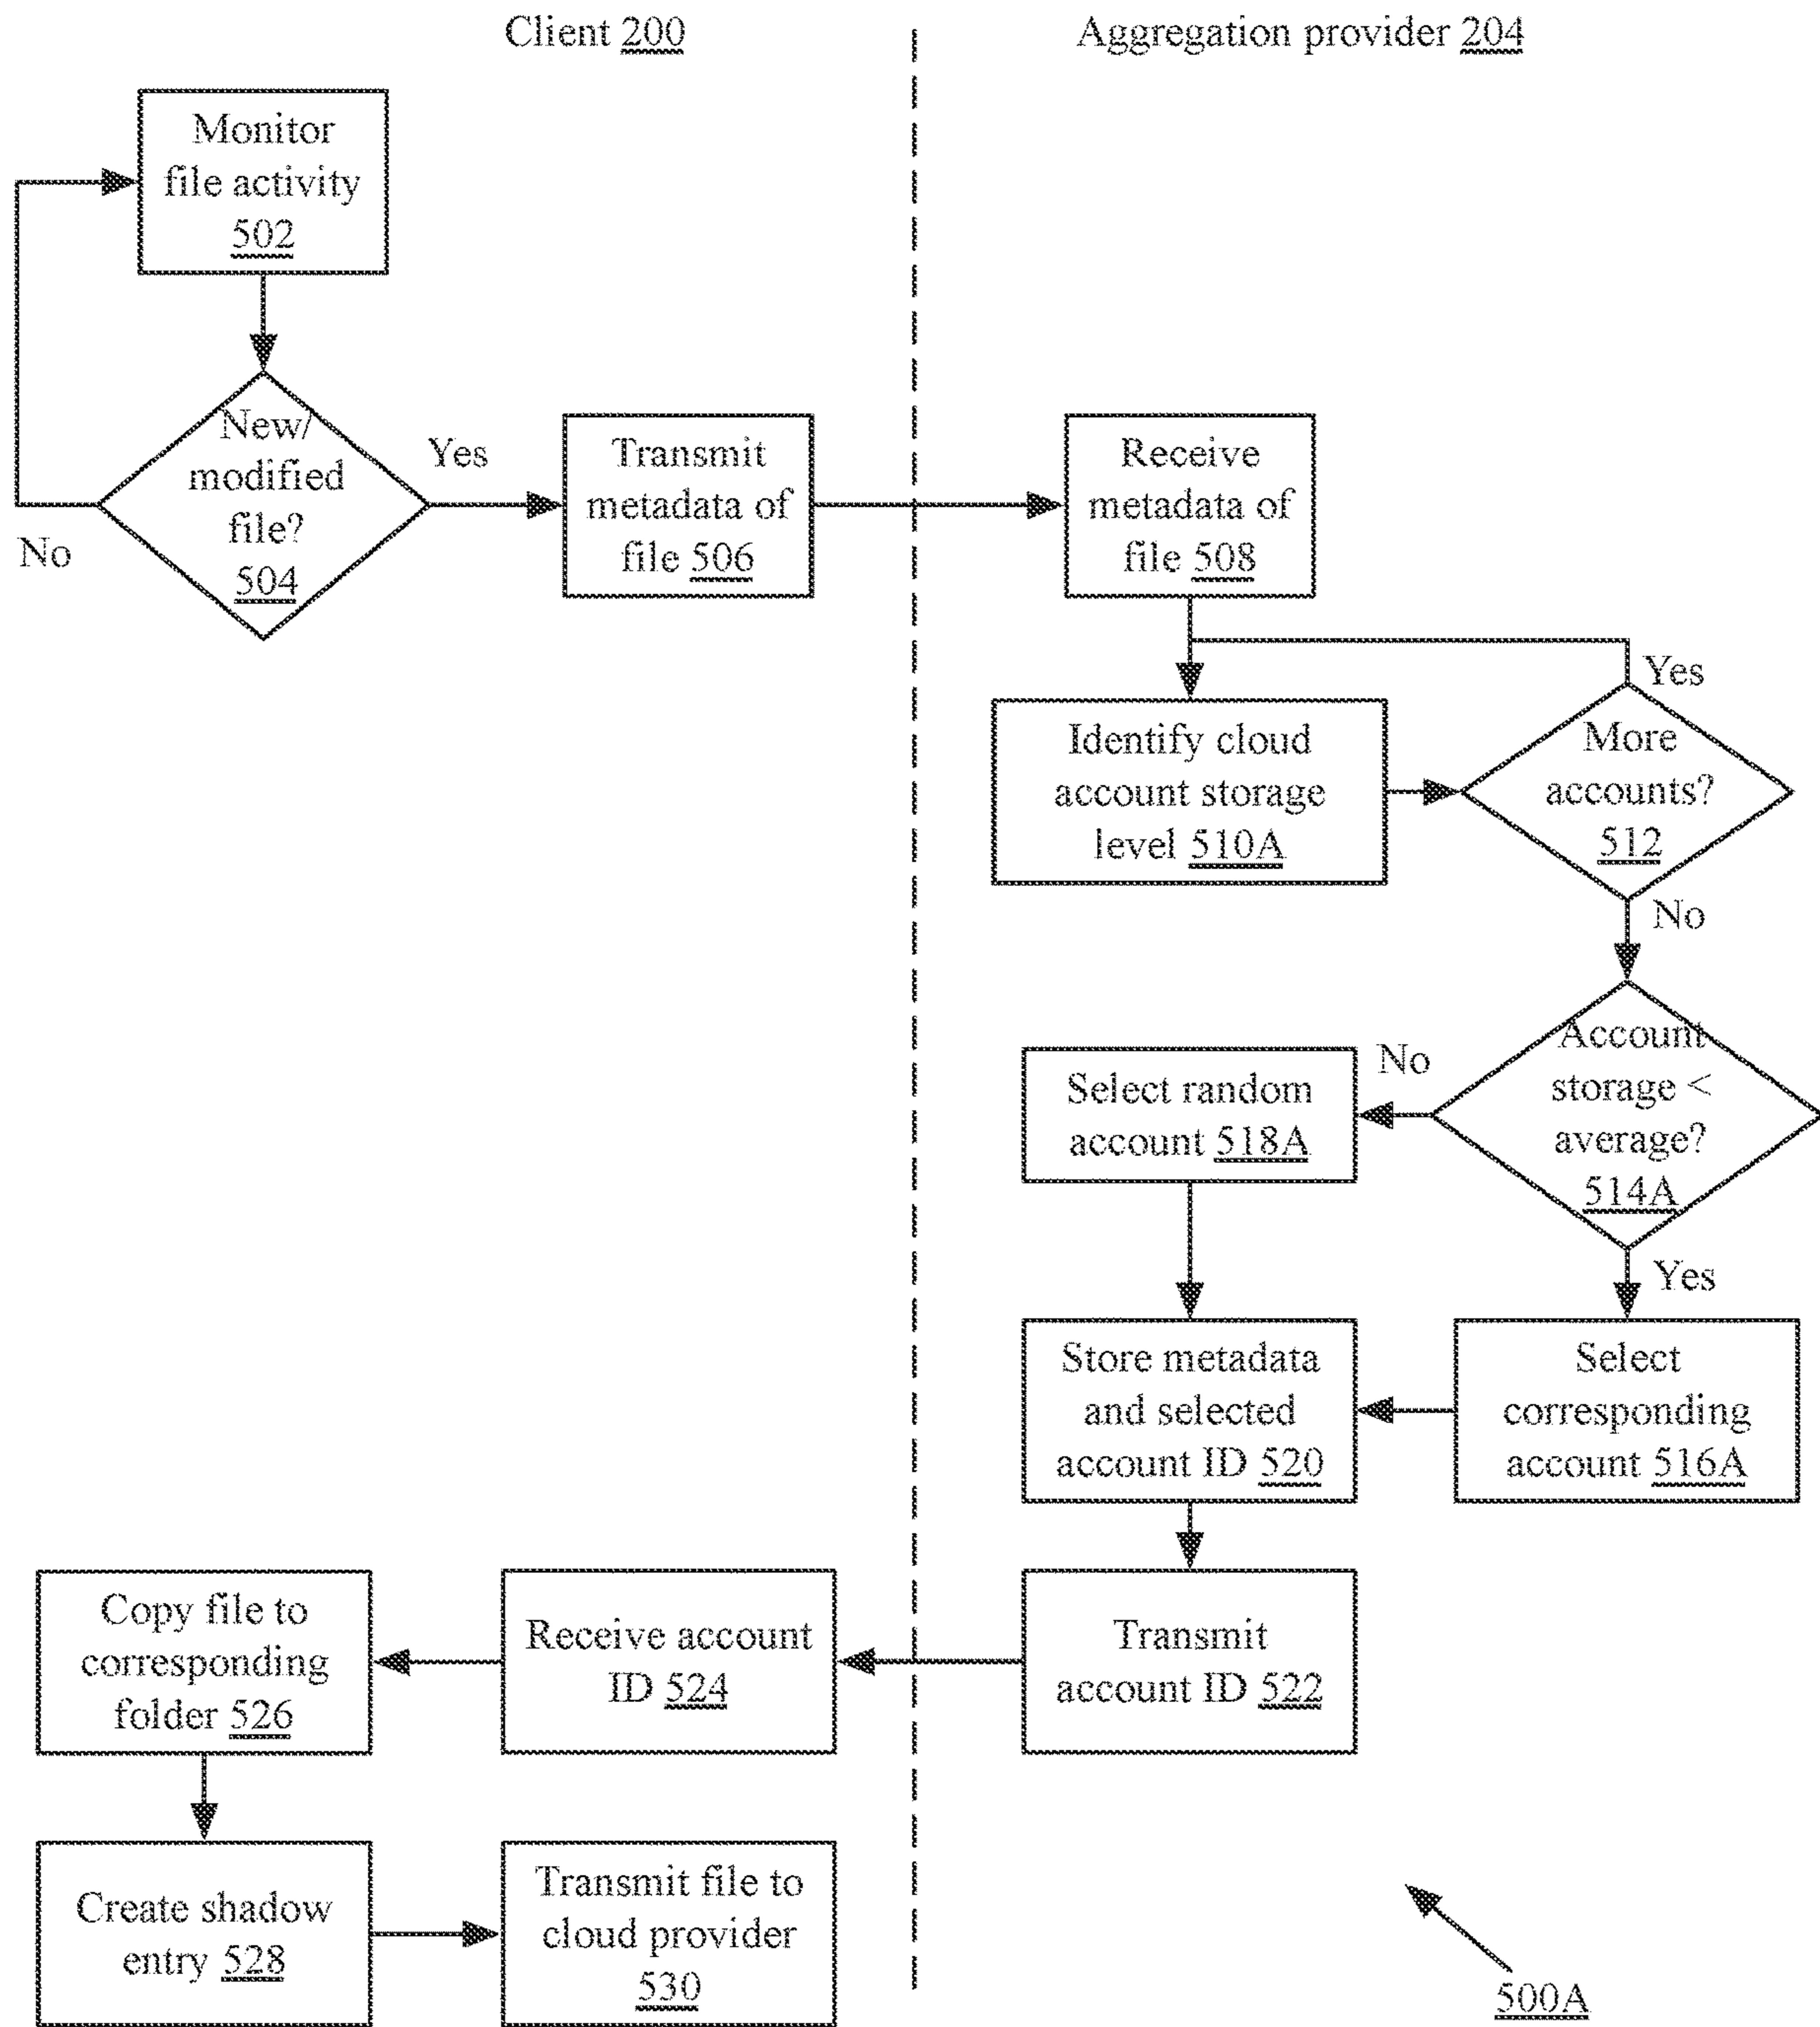 Client 200
Aggregation provider 204
Monitor
file activity
502
New/
modified
file?
504
Yes
No
Transmit
metadata of
file 506
Receive
metadata of
file 508
Identify cloud
account storage
level 510A
Yes
More
accounts?
512
No
Account
storage <
average?
514A
No
Yes
Select random
account 518A
Select
corresponding
account 516A
Store metadata
and selected
account ID 520
Transmit
account ID 522
Receive account
ID 524
Copy file to
corresponding
folder 526
Create shadow
entry 528
Transmit file to
cloud provider
530
500A